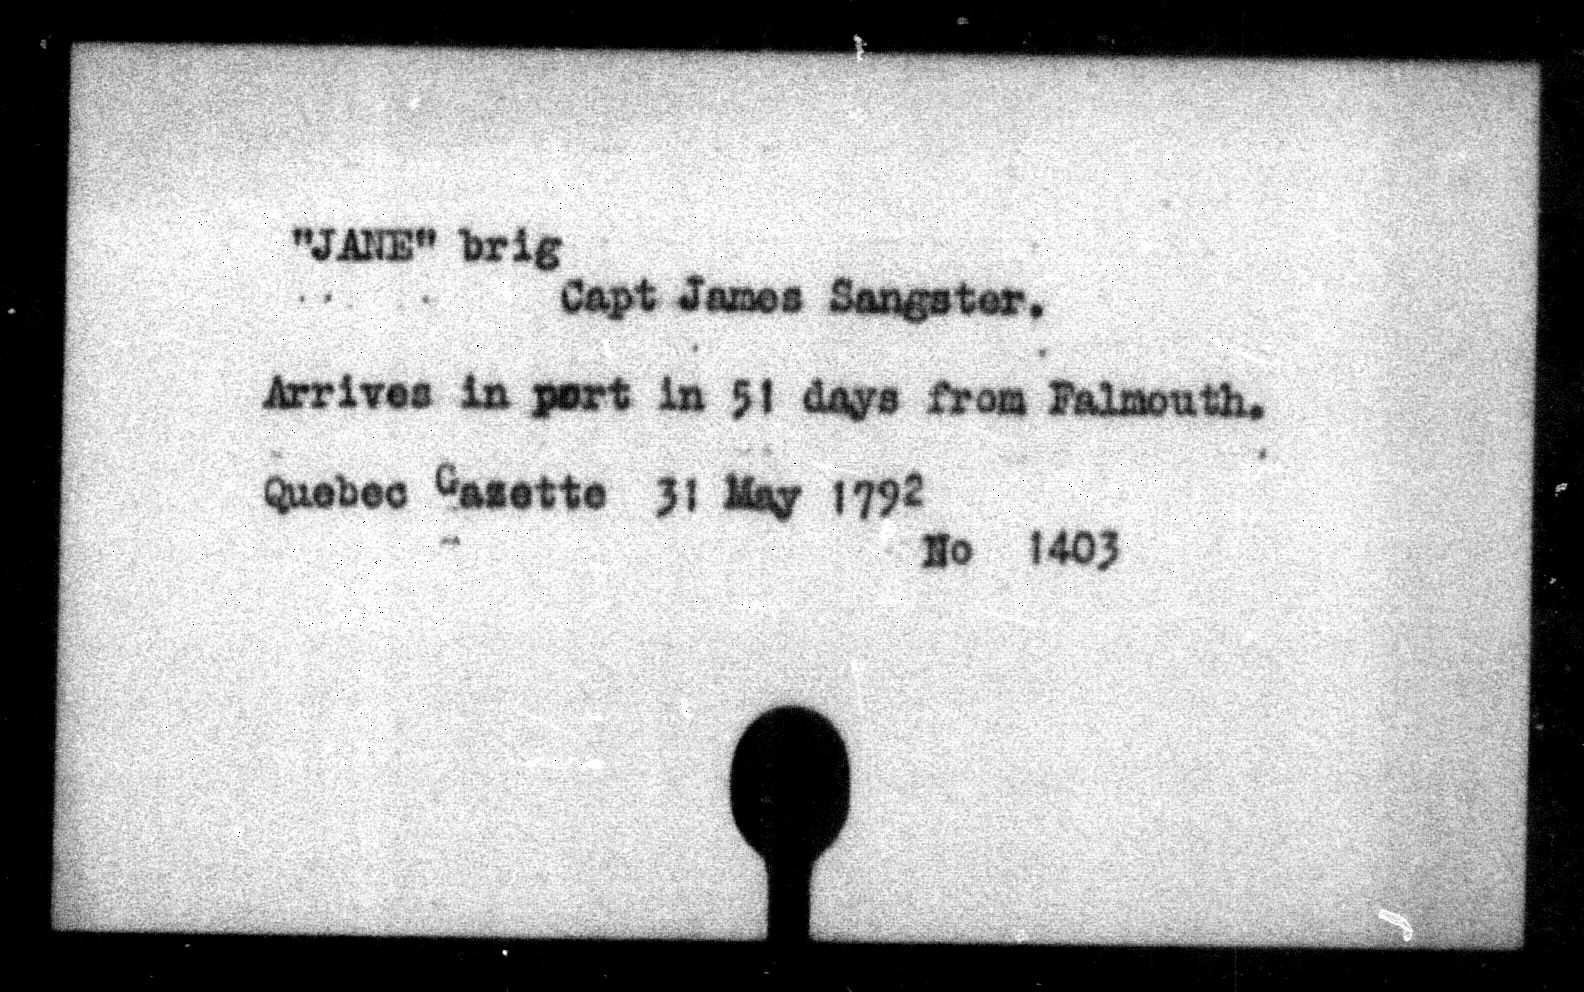 "JANE" brig
Capt James Sangster.
Arrives in port in 51 days from Falmouth.
Quebec Gazette 31 May 1792
No 1403